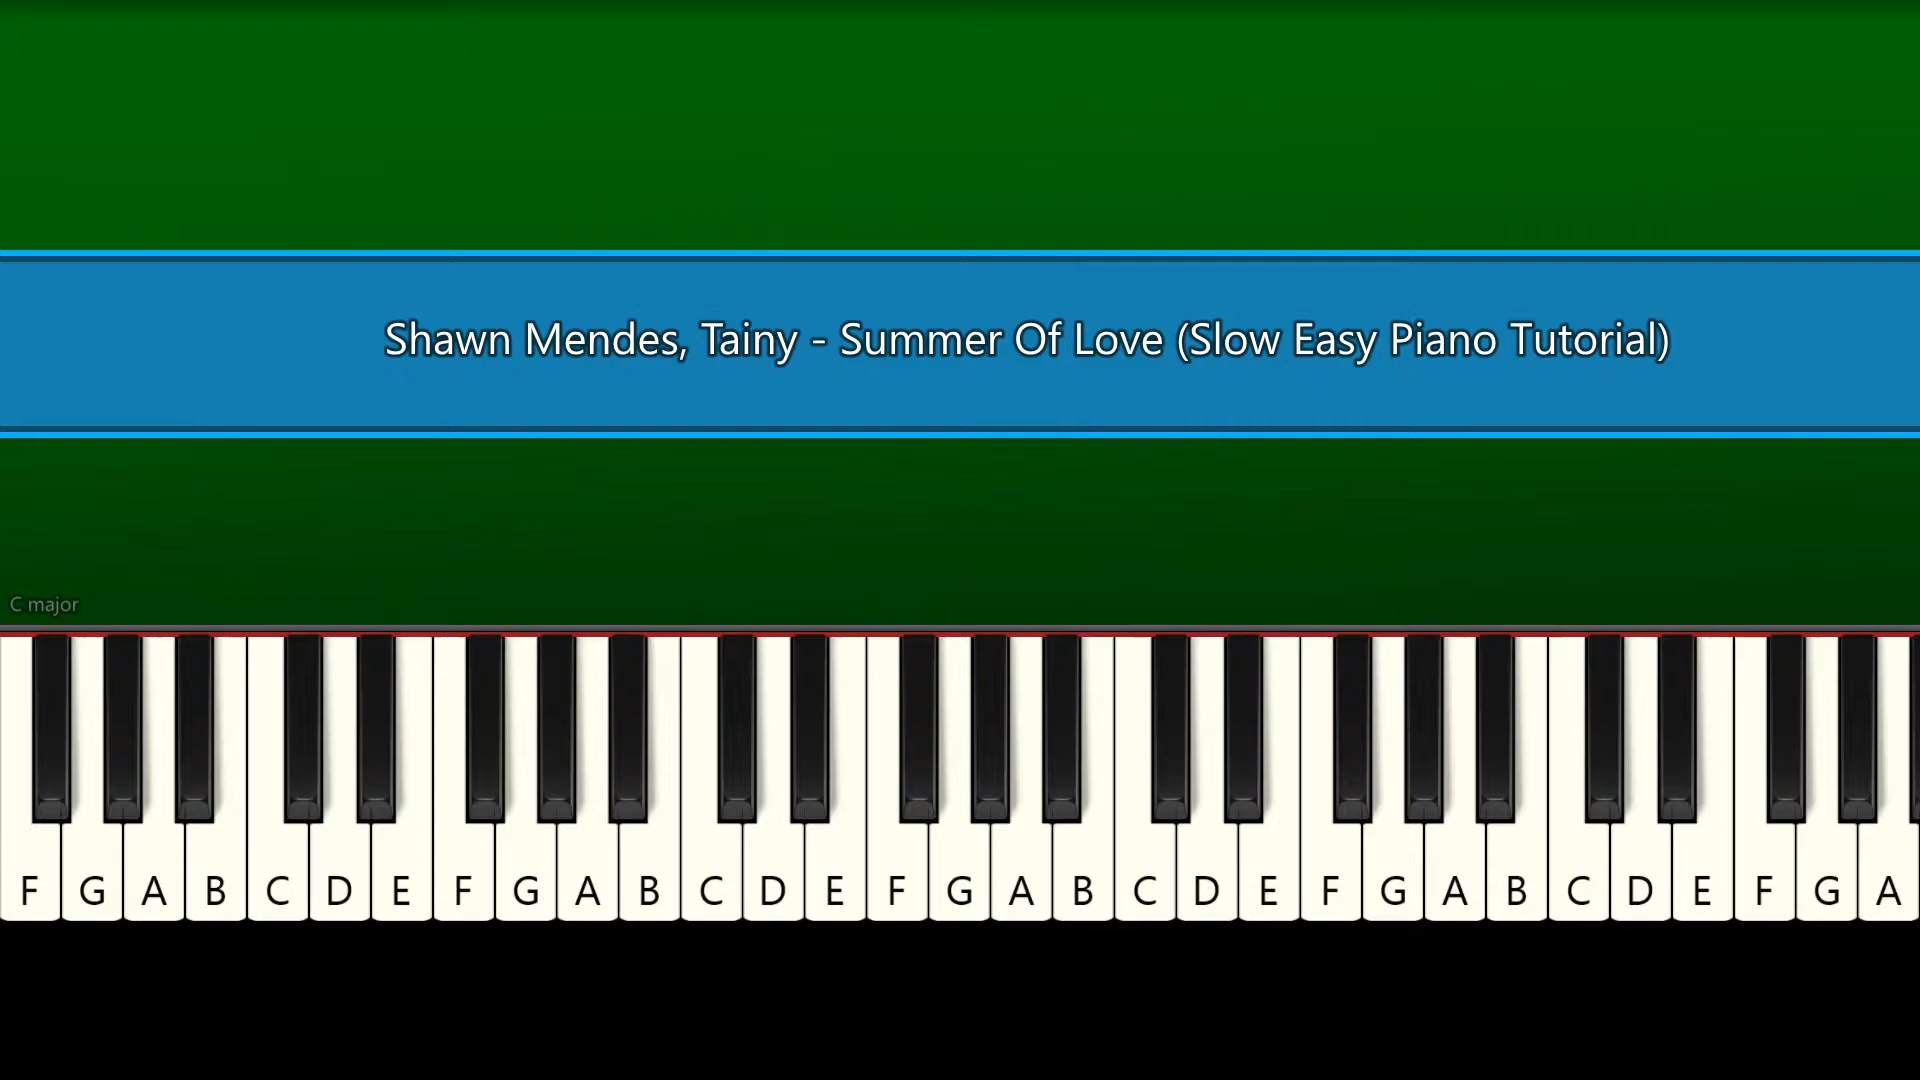 Shawn Mendes, Tainy - Summer Of Love (Slow Easy Piano Tutorial)
C major
F G A B C D E F G A B C D E F G A B C D E F G A B C D E F G A